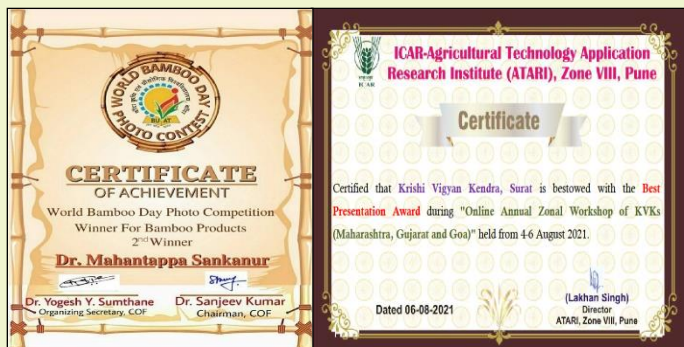 WORLD BAMBOO DAY
PHOTO CONTEST
CERTIFICATE
OF ACHIEVEMENT
World Bamboo Day Photo Competition
Winner For Bamboo Products
2nd Winner
Dr. Mahantappa Sankanur
Dr. Yogesh Y. Sumthane
Organizing Secretary, COF
Dr. Sanjeev Kumar
Chairman, COF
ICAR
ICAR-Agricultural Technology Application
Research Institute (ATARI), Zone VIII, Pune
Certificate
Certified that Krishi Vigyan Kendra, Surat is bestowed with the Best
Presentation Award during "Online Annual Zonal Workshop of KVKs
(Maharashtra, Gujarat and Goa)" held from 4-6 August 2021.
Dated 06-08-2021
(Lakhan Singh)
Director
ATARI, Zone VIII, Pune